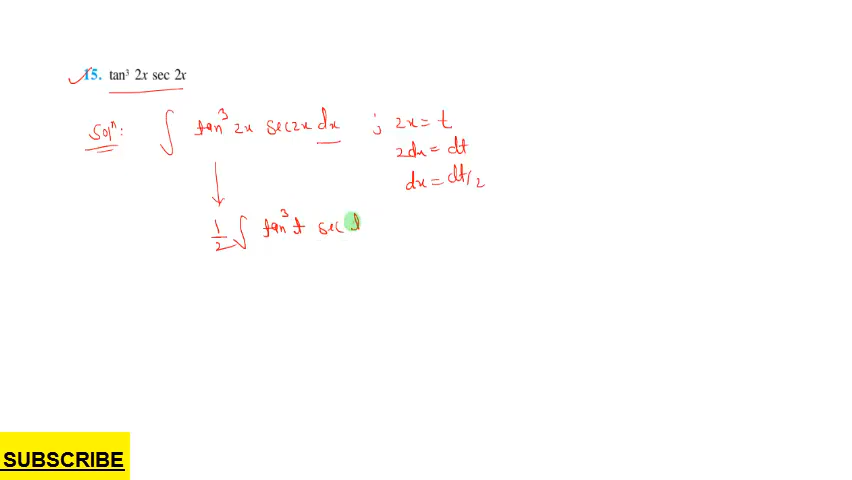 15. tan³ 2x sec 2x
Solⁿ: ∫ tan³ 2x sec2x dx ; 2x = t
2dx = dt
dx = dt/2
1/2 ∫ tan³ t sec
SUBSCRIBE